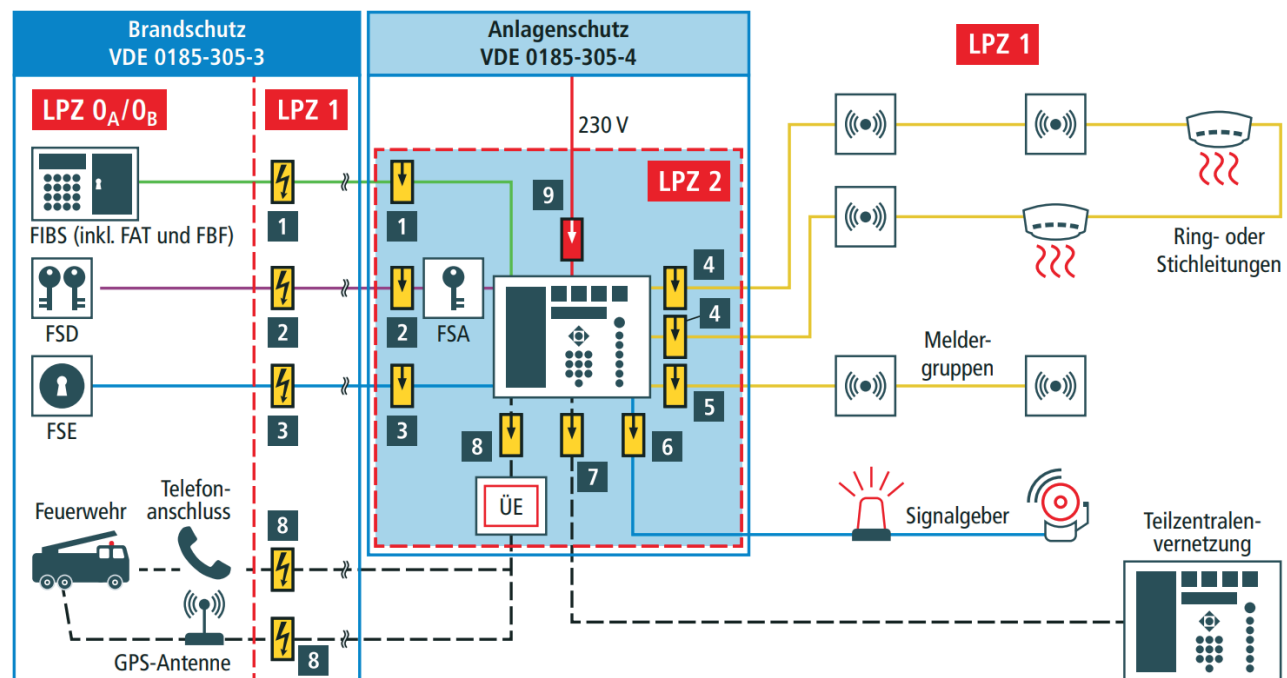 Brandschutz
VDE 0185-305-3
Anlagenschutz
VDE 0185-305-4
LPZ 1
LPZ 0A/0B
LPZ 1
230 V
LPZ 2
9
FIBS (inkl. FAT und FBF)
1
1
Ring- oder
Stichleitungen
4
4
FSD
2
2
FSA
Melder-
gruppen
5
FSE
3
3
8
7
6
ÜE
Feuerwehr
Telefon-
anschluss
8
Signalgeber
Teilzentralen-
vernetzung
GPS-Antenne
8